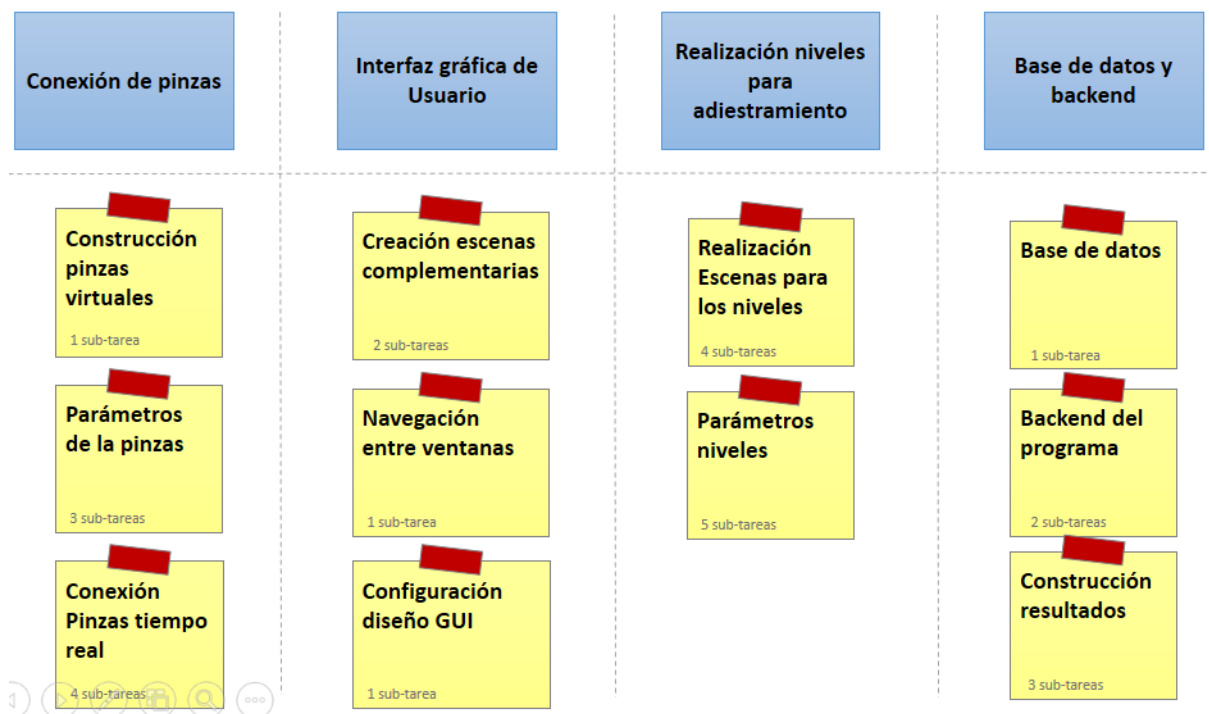 Conexión de pinzas
Interfaz gráfica de
Usuario
Realización niveles
para
adiestramiento
Base de datos y
backend
Construcción
pinzas
virtuales
1 sub-tarea
Parámetros
de la pinzas
3 sub-tareas
Conexión
Pinzas tiempo
real
4 sub-tareas
Creación escenas
complementarias
2 sub-tareas
Navegación
entre ventanas
1 sub-tarea
Configuración
diseño GUI
1 sub-tarea
Realización
Escenas para
los niveles
4 sub-tareas
Parámetros
niveles
5 sub-tareas
Base de datos
1 sub-tarea
Backend del
programa
2 sub-tareas
Construcción
resultados
3 sub-tareas